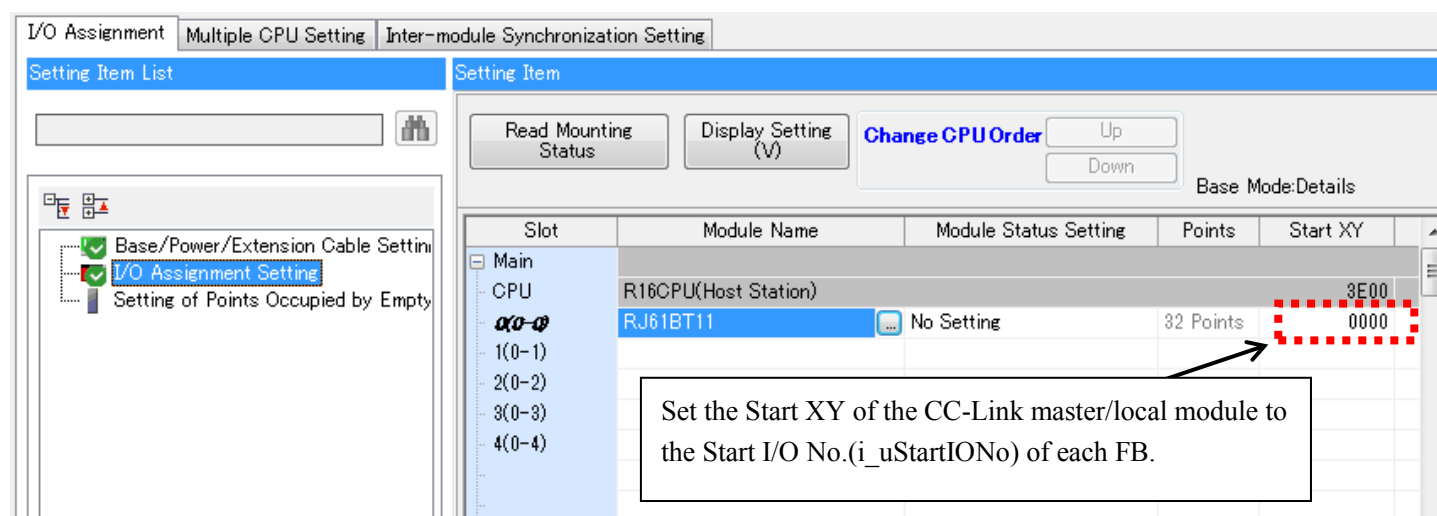 I/O Assignment Multiple CPU Setting Inter-module Synchronization Setting
Setting Item List
Setting Item
Read Mounting
Status
Display Setting
(V)
Change CPU Order
Up
Down
Base Mode:Details
Base/Power/Extension Cable Settin
I/O Assignment Setting
Setting of Points Occupied by Empty
Slot Module Name Module Status Setting Points Start XY
Main
CPU R16CPU(Host Station) 3E00
0(0-0) RJ61BT11 ... No Setting 32 Points 0000
1(0-1)
2(0-2)
3(0-3)
4(0-4)
Set the Start XY of the CC-Link master/local module to
the Start I/O No.(i_uStartIONo) of each FB.